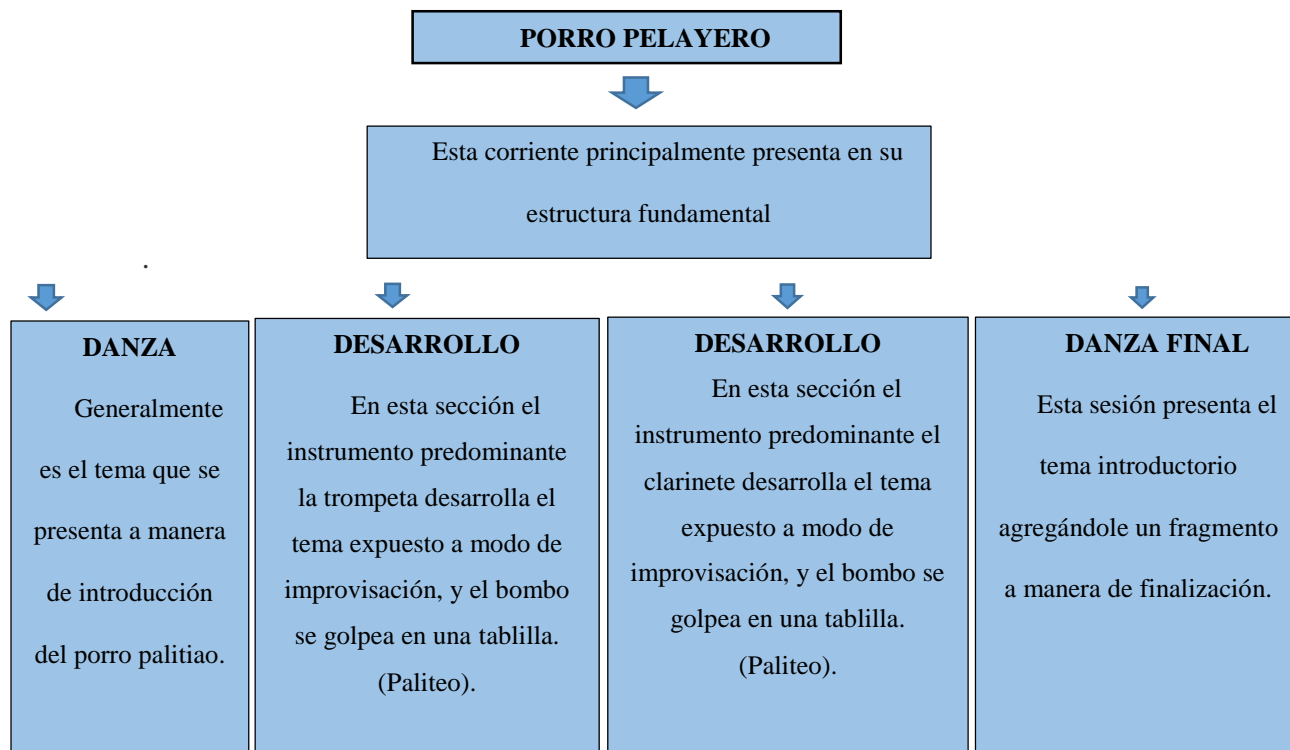 PORRO PELAYERO
Esta corriente principalmente presenta en su
estructura fundamental
.
DANZA
Generalmente
es el tema que se
presenta a manera
de introducción
del porro palitiao.
DESARROLLO
En esta sección el
instrumento predominante
la trompeta desarrolla el
tema expuesto a modo de
improvisación, y el bombo
se golpea en una tablilla.
(Paliteo).
DESARROLLO
En esta sección el
instrumento predominante el
clarinete desarrolla el tema
expuesto a modo de
improvisación, y el bombo se
golpea en una tablilla.
(Paliteo).
DANZA FINAL
Esta sesión presenta el
tema introductorio
agregándole un fragmento
a manera de finalización.